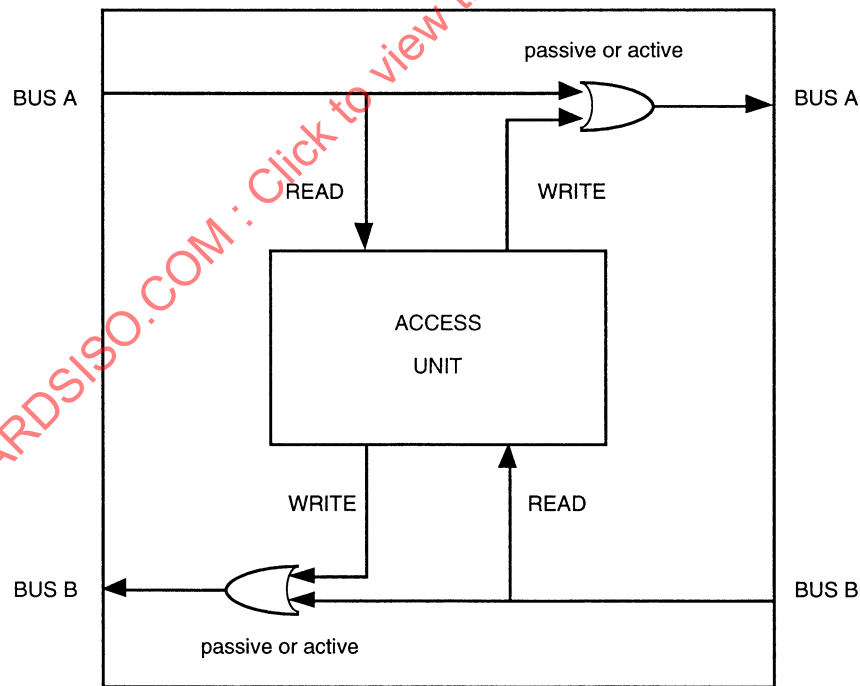 passive or active
BUS A
BUS A
READ
WRITE
ACCESS
UNIT
WRITE
READ
BUS B
BUS B
passive or active
ARDSISO.COM : Click to view t